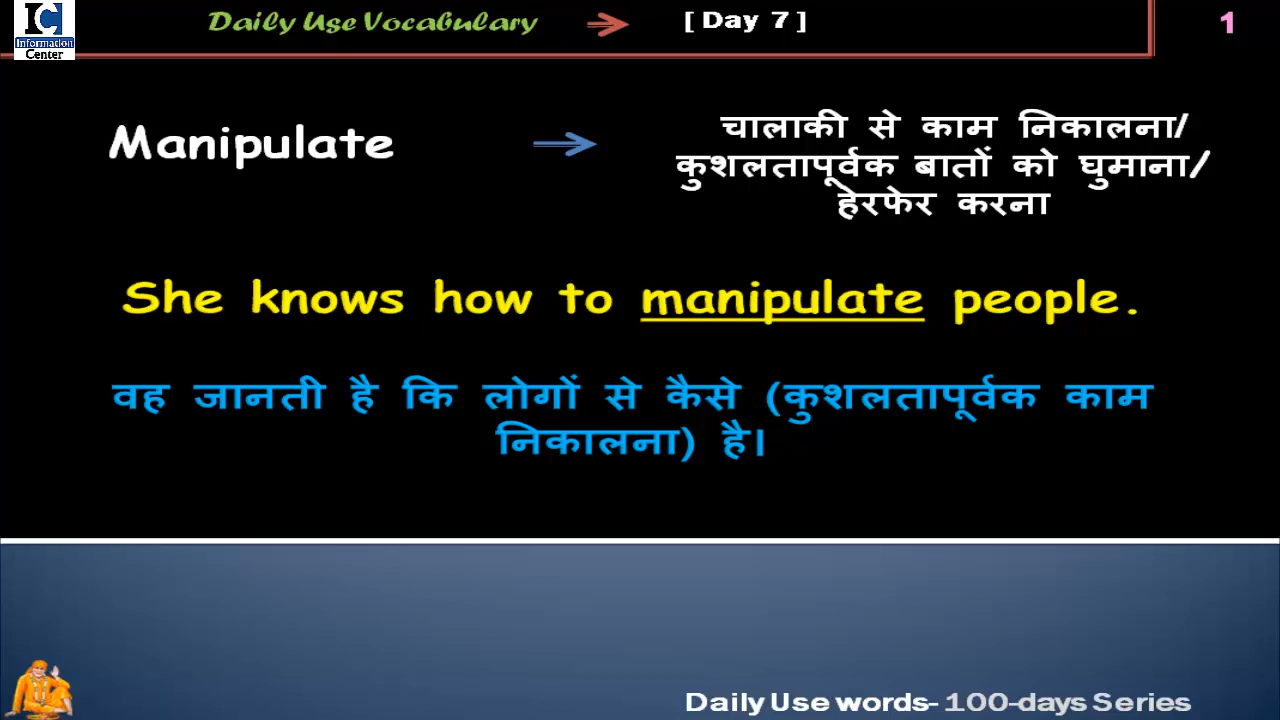 IC
Information
Center
Daily Use Vocabulary
[ Day 7 ]
1
Manipulate
चालाकी से काम निकालना/
कुशलतापूर्वक बातों को घुमाना/
हेरफेर करना
She knows how to manipulate people.
वह जानती है कि लोगों से कैसे (कुशलतापूर्वक काम
निकालना) है।
Daily Use words- 100-days Series